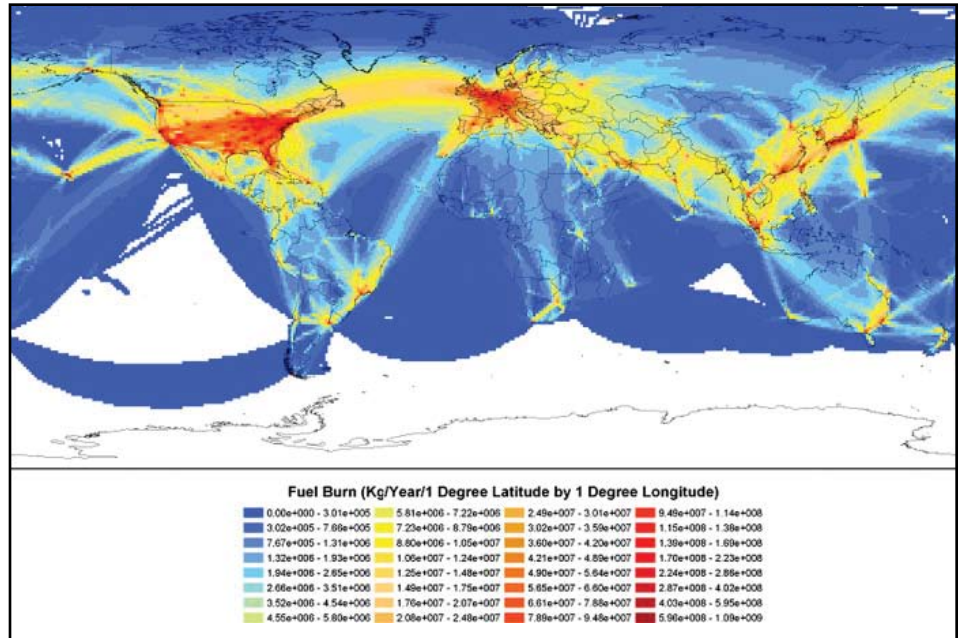 Fuel Burn (Kg/Year/1 Degree Latitude by 1 Degree Longitude)
0.00e+000 - 3.01e+005 5.81e+006 - 7.22e+006 2.49e+007 - 3.01e+007 9.49e+007 - 1.14e+008
3.02e+005 - 7.66e+005 7.23e+006 - 8.79e+006 3.02e+007 - 3.59e+007 1.15e+008 - 1.38e+008
7.67e+005 - 1.31e+006 8.80e+006 - 1.05e+007 3.60e+007 - 4.20e+007 1.39e+008 - 1.69e+008
1.32e+006 - 1.93e+006 1.06e+007 - 1.24e+007 4.21e+007 - 4.89e+007 1.70e+008 - 2.23e+008
1.94e+006 - 2.65e+006 1.25e+007 - 1.48e+007 4.90e+007 - 5.64e+007 2.24e+008 - 2.86e+008
2.66e+006 - 3.51e+006 1.49e+007 - 1.75e+007 5.65e+007 - 6.60e+007 2.87e+008 - 4.02e+008
3.52e+006 - 4.54e+006 1.76e+007 - 2.07e+007 6.61e+007 - 7.88e+007 4.03e+008 - 5.95e+008
4.55e+006 - 5.80e+006 2.08e+007 - 2.48e+007 7.89e+007 - 9.48e+007 5.96e+008 - 1.09e+009